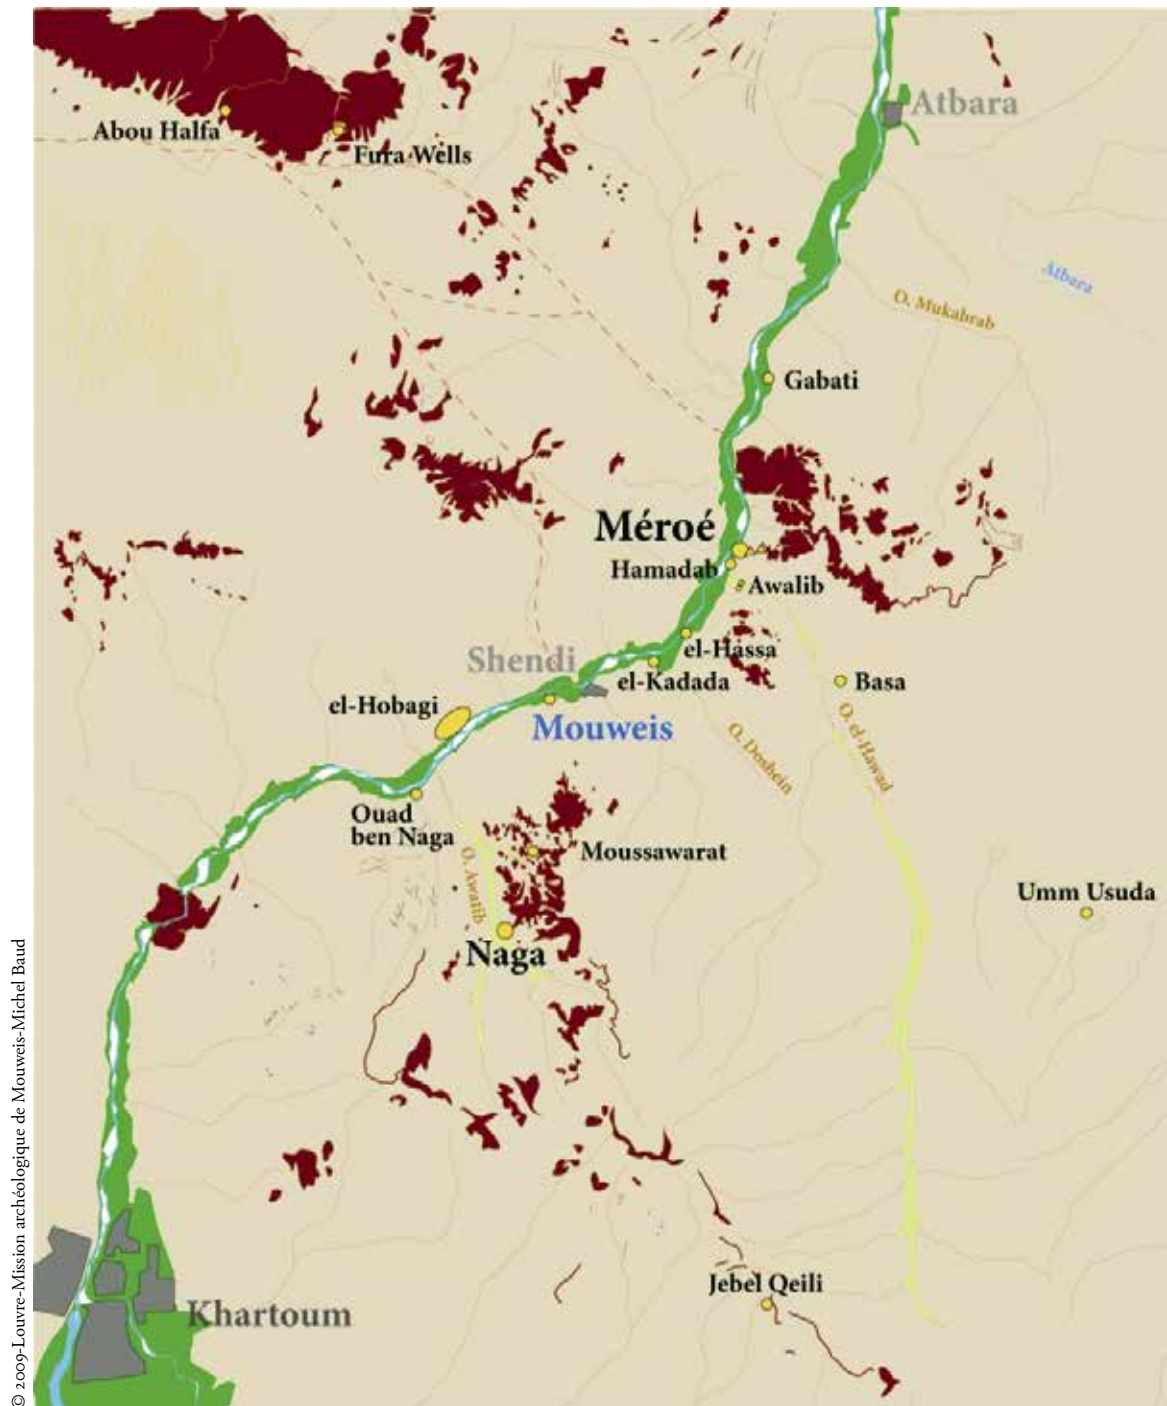 Atbara
Abou Halfa
Fura Wells
Atbara
O. Mukabrab
Gabati
Méroé
Hamadab
Awalib
el-Hassa
Shendi
el-Kadada
Basa
el-Hobagi
Mouweis
O. el-Hawad
O. Doshein
Ouad
ben Naga
Moussawarat
O. Awatib
Umm Usuda
Naga
Jebel Qeili
Khartoum
© 2009-Louvre-Mission archéologique de Mouweis-Michel Baud